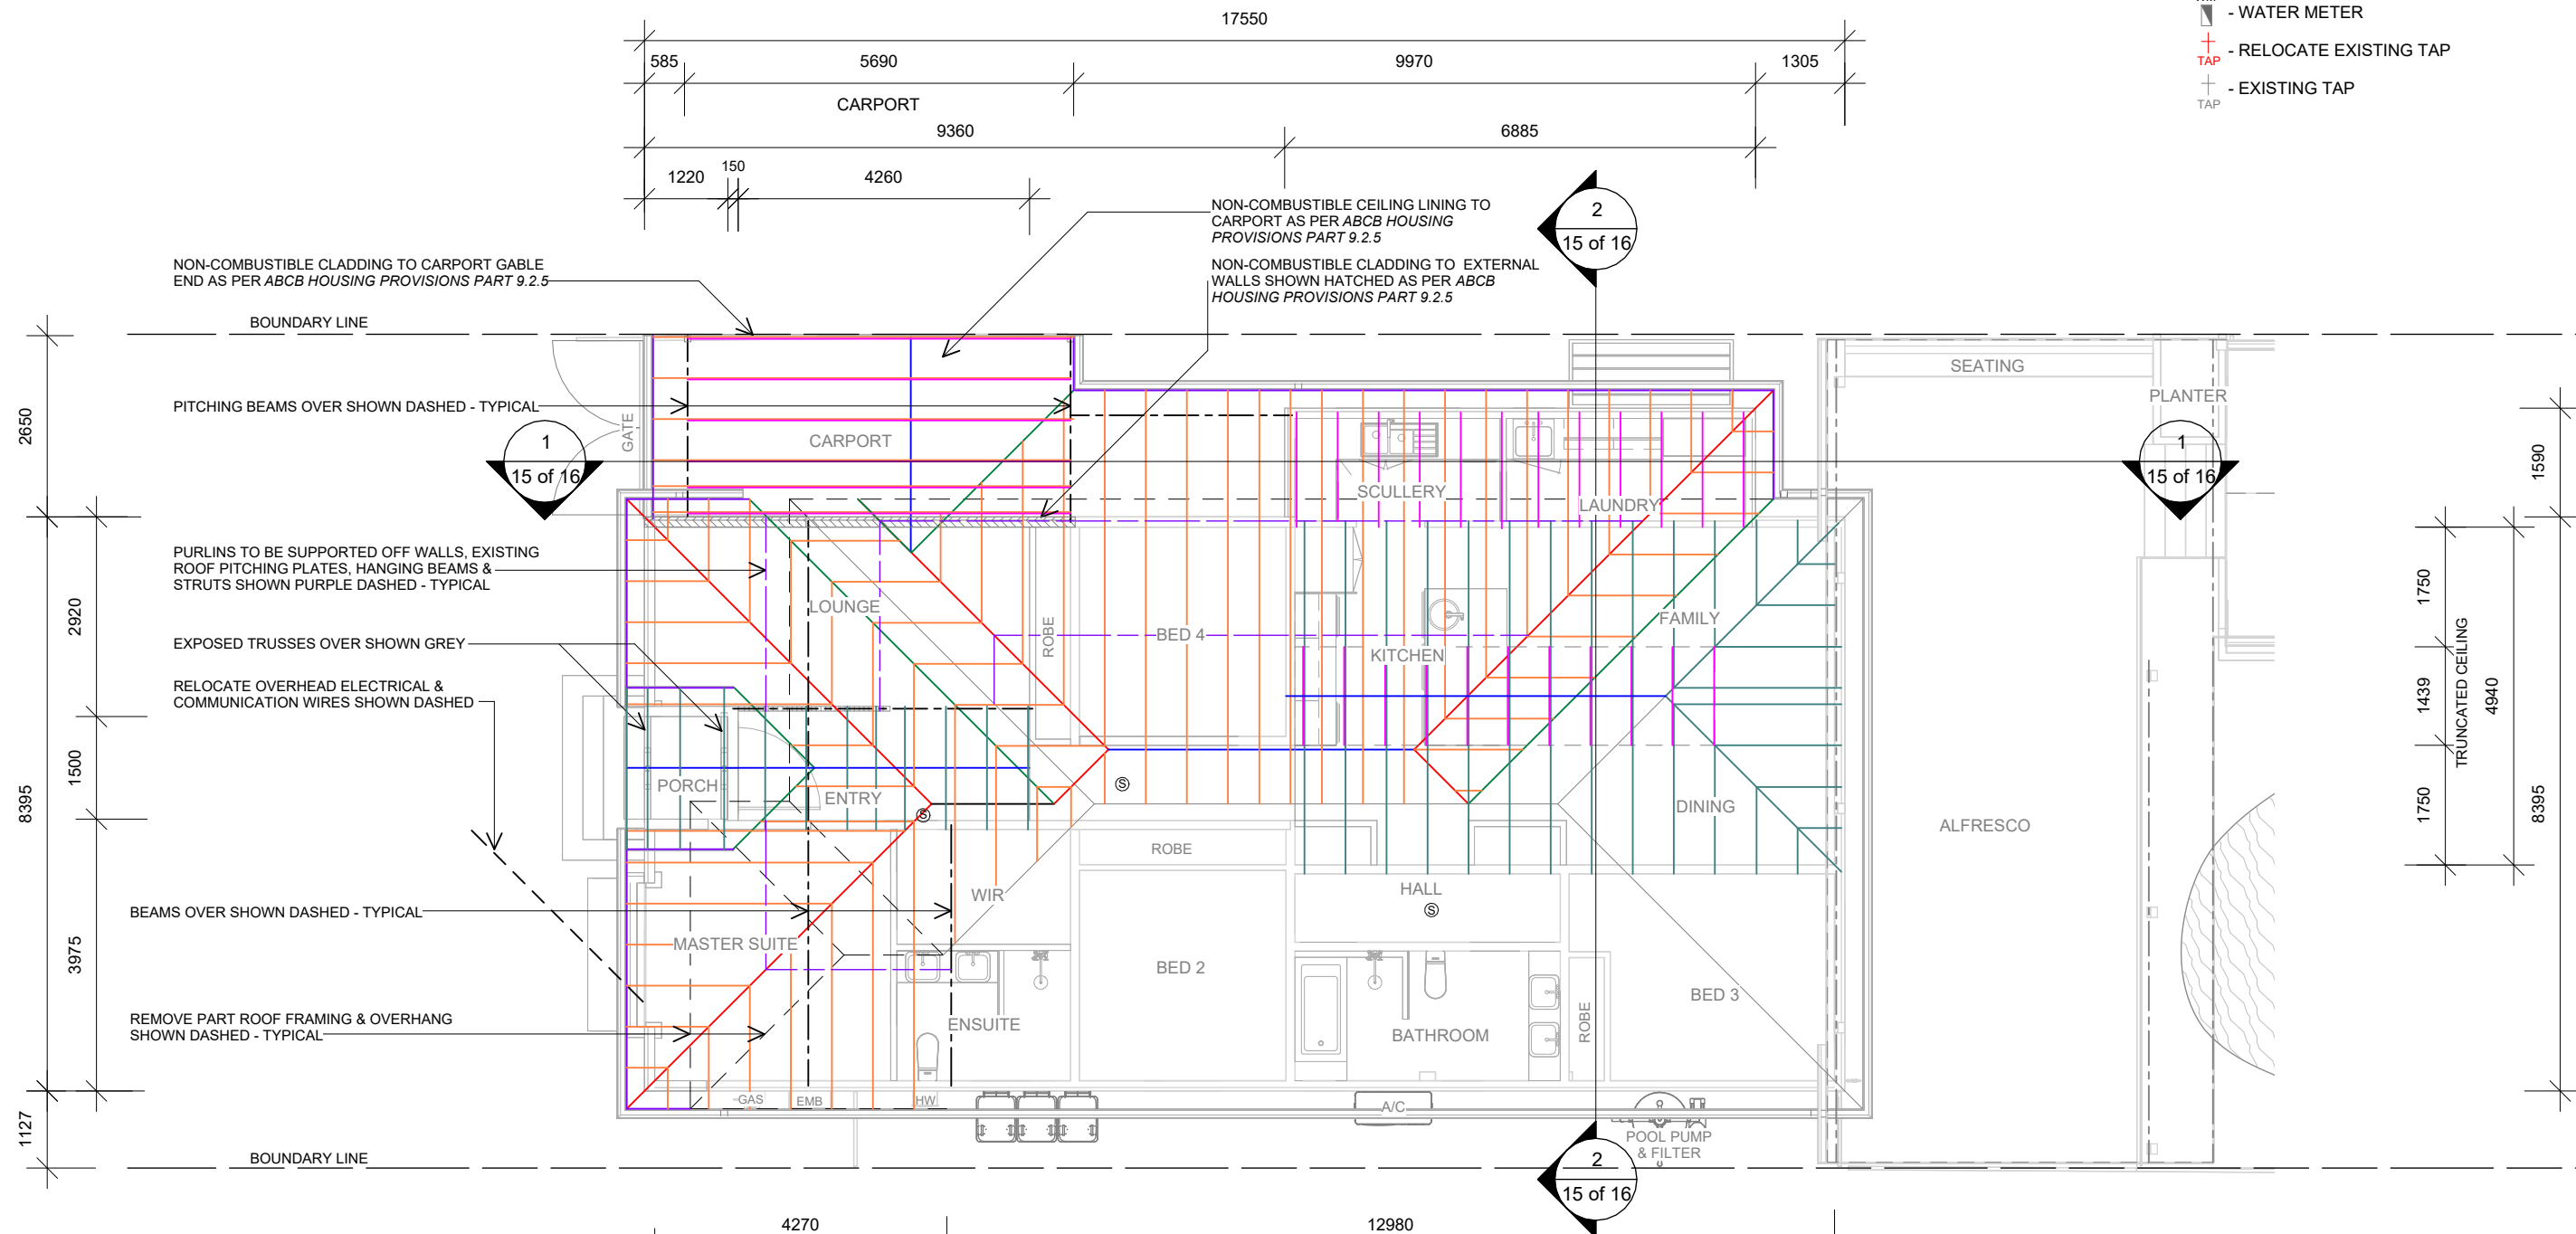 17550
- WATER METER
585
5690
9970
1305
TAP
- RELOCATE EXISTING TAP
TAP
- EXISTING TAP
CARPORT
9360
6885
1220
150
4260
NON-COMBUSTIBLE CEILING LINING TO
CARPORT AS PER ABCB HOUSING
PROVISIONS PART 9.2.5
2
15 of 16
NON-COMBUSTIBLE CLADDING TO CARPORT GABLE
END AS PER ABCB HOUSING PROVISIONS PART 9.2.5
NON-COMBUSTIBLE CLADDING TO EXTERNAL
WALLS SHOWN HATCHED AS PER ABCB
HOUSING PROVISIONS PART 9.2.5
BOUNDARY LINE
SEATING
PLANTER
PITCHING BEAMS OVER SHOWN DASHED - TYPICAL
2650
GATE
CARPORT
1
15 of 16
1
15 of 16
1590
SCULLERY
LAUNDRY
PURLINS TO BE SUPPORTED OFF WALLS, EXISTING
ROOF PITCHING PLATES, HANGING BEAMS &
STRUTS SHOWN PURPLE DASHED - TYPICAL
2920
LOUNGE
ROBE
BED 4
KITCHEN
FAMILY
1750
EXPOSED TRUSSES OVER SHOWN GREY
RELOCATE OVERHEAD ELECTRICAL &
COMMUNICATION WIRES SHOWN DASHED
1439
TRUNCATED CEILING
4940
1500
8395
PORCH
ENTRY
S
S
DINING
ALFRESCO
1750
8395
ROBE
WIR
HALL
S
BEAMS OVER SHOWN DASHED - TYPICAL
3975
MASTER SUITE
BED 2
BED 3
REMOVE PART ROOF FRAMING & OVERHANG
SHOWN DASHED - TYPICAL
ENSUITE
BATHROOM
ROBE
GAS
EMB
HW
A/C
1127
POOL PUMP
& FILTER
BOUNDARY LINE
2
15 of 16
4270
12980